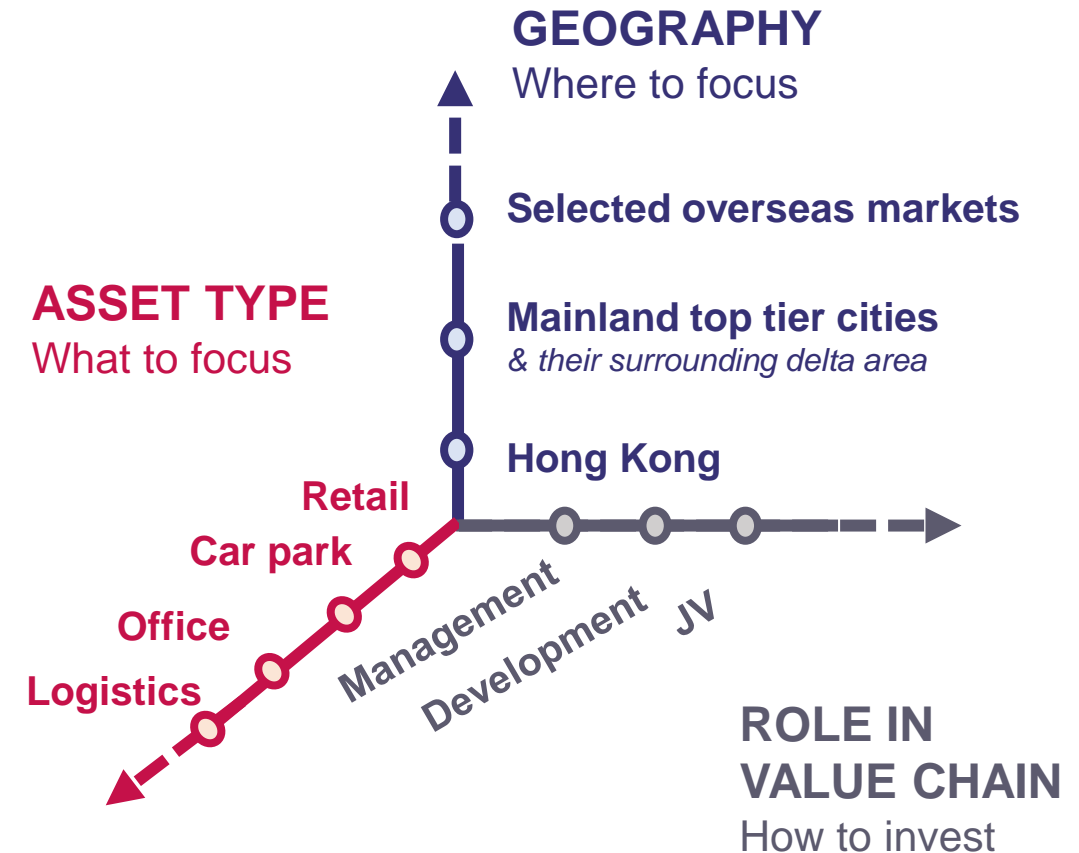 GEOGRAPHY
Where to focus
Selected overseas markets
Mainland top tier cities
& their surrounding delta area
Hong Kong
ASSET TYPE
What to focus
Retail
Car park
Office
Logistics
Management
Development
JV
ROLE IN
VALUE CHAIN
How to invest